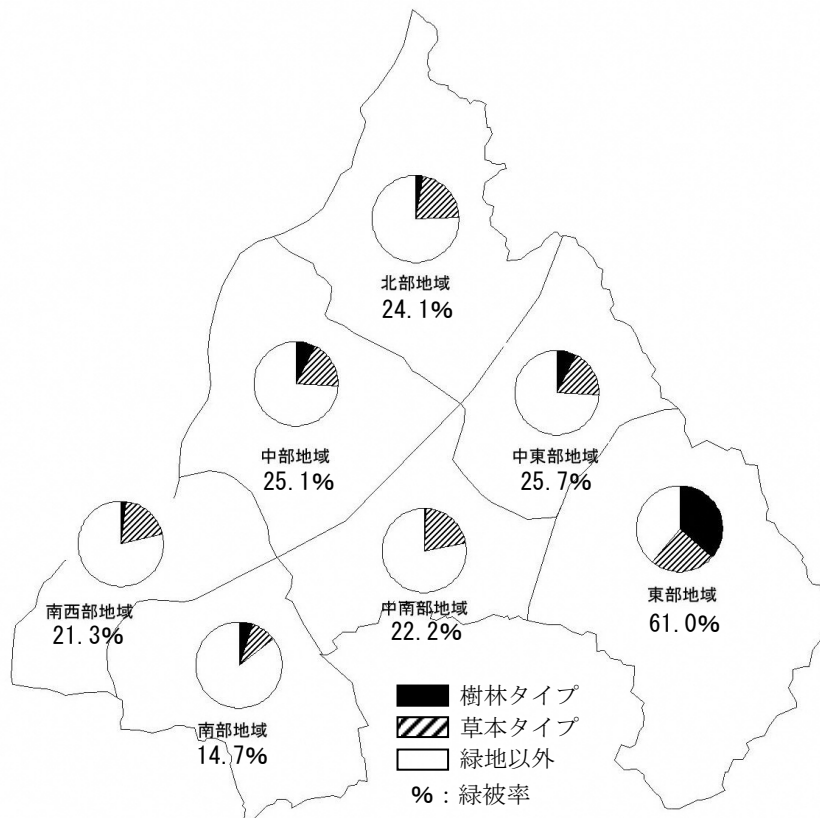 北部地域
24.1%
中部地域
25.1%
中東部地域
25.7%
南西部地域
21.3%
中南部地域
22.2%
東部地域
61.0%
南部地域
14.7%
樹林タイプ
草本タイプ
緑地以外
%：緑被率